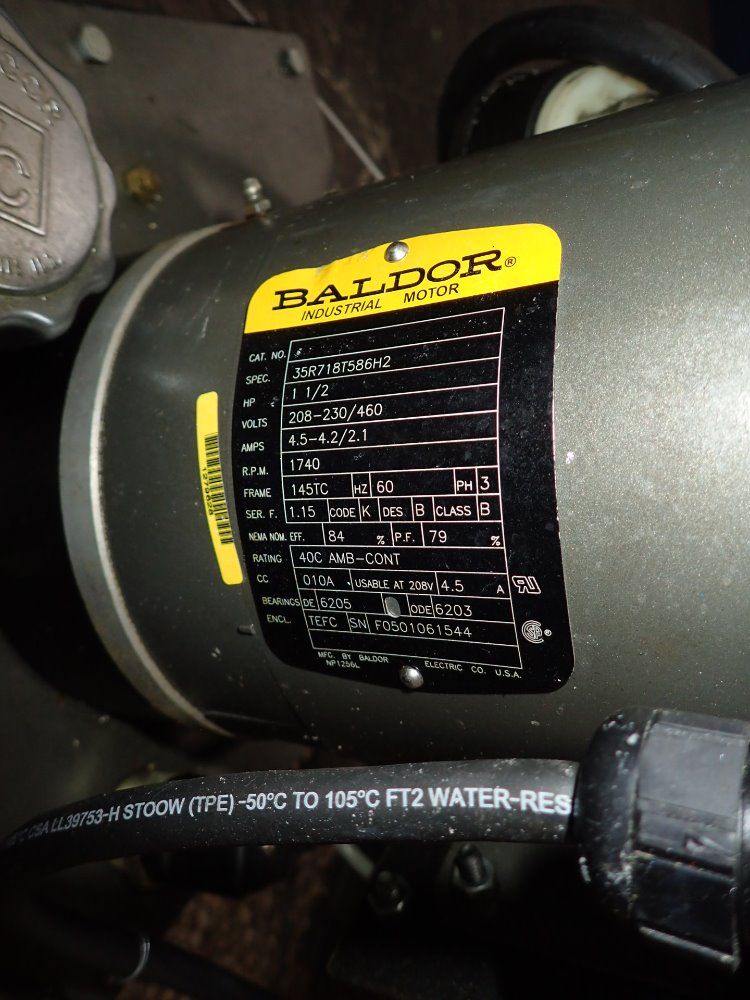 BALDOR®
INDUSTRIAL MOTOR
CAT. NO.
SPEC. 35R718T586H2
HP 1 1/2
VOLTS 208-230/460
AMPS 4.5-4.2/2.1
R.P.M. 1740
FRAME 145TC HZ 60 PH 3
SER. F. 1.15 CODE K DES B CLASS B
NEMA NOM. EFF. 84 % P.F. 79 %
RATING 40C AMB-CONT
CC 010A USABLE AT 208V 4.5 A
BEARINGS DE 6205 ODE 6203
ENCL. TEFC SN F0501061544
MFG. BY BALDOR ELECTRIC CO. U.S.A.
NP1256L
1279628
CSA LL39753-H STOOW (TPE) -50°C TO 105°C FT2 WATER-RES